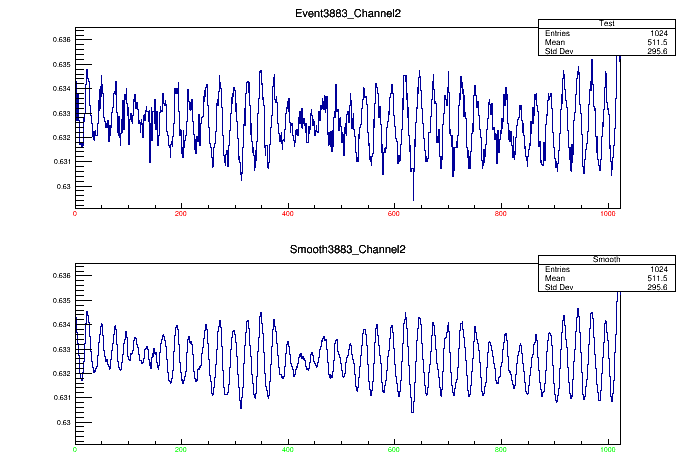 Event3883_Channel2
Test
Entries 1024
Mean 511.5
Std Dev 295.6
0.636
0.635
0.634
0.633
0.632
0.631
0.63
0 200 400 600 800 1000
Smooth3883_Channel2
Smooth
Entries 1024
Mean 511.5
Std Dev 295.6
0.636
0.635
0.634
0.633
0.632
0.631
0.63
0 200 400 600 800 1000